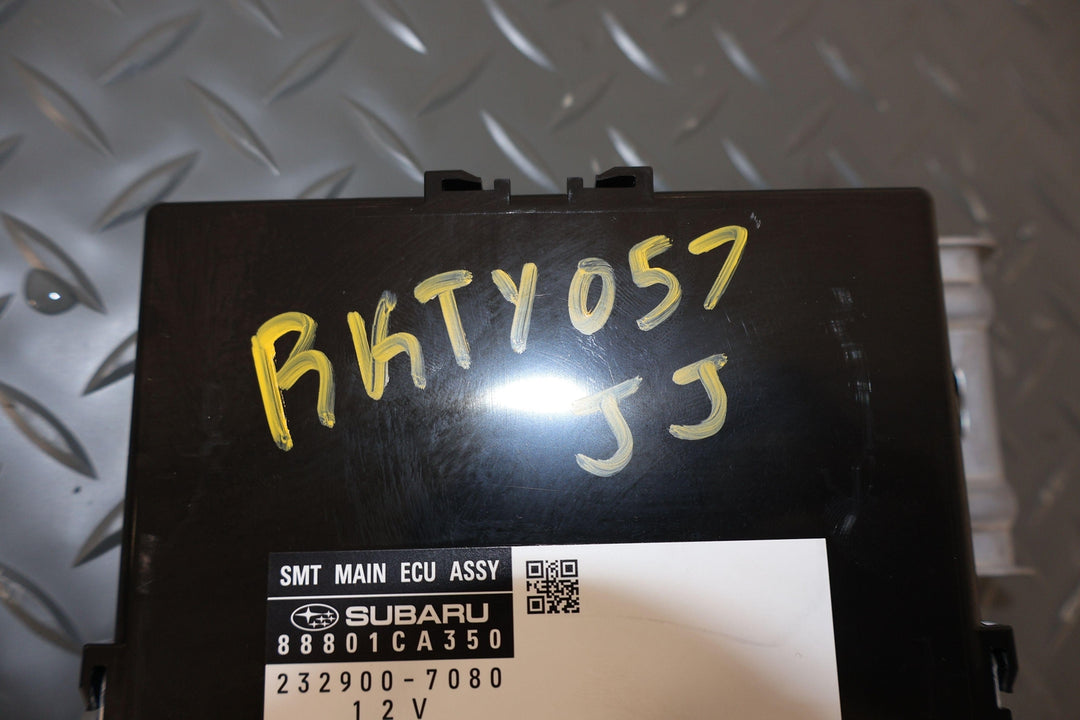 RKTY057
JJ
SMT MAIN ECU ASSY
SUBARU
88801CA350
232900-7080
12V